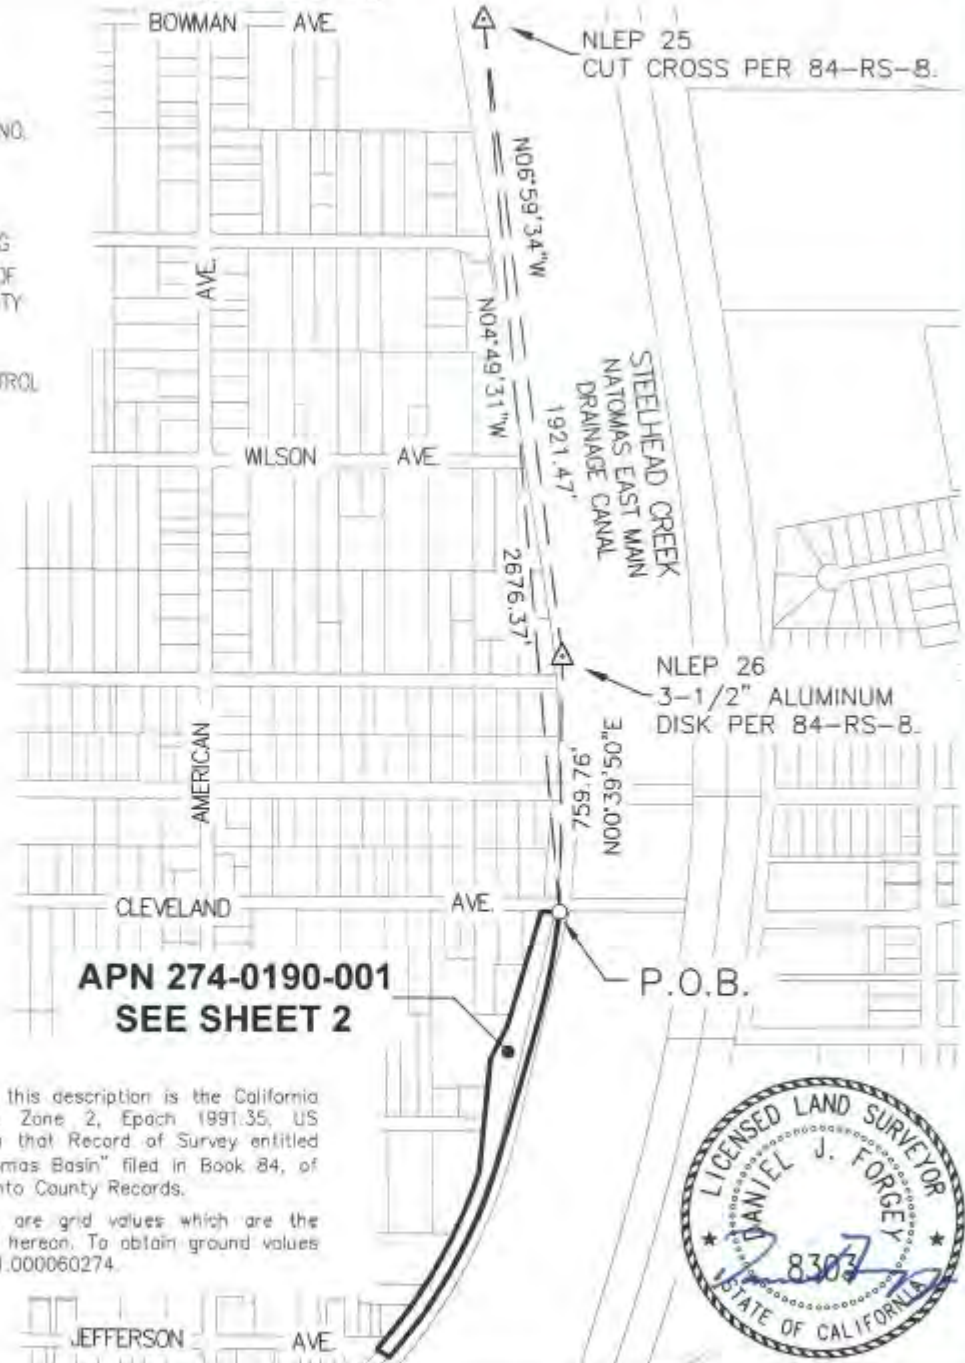 BOWMAN AVE.
NLEP 25
CUT CROSS PER 84-RS-8.
NO.
N06°59'34"W
G
OF
TY
AVE.
N04°49'31"W
TROL
STEELHEAD CREEK
NATOMAS EAST MAIN
DRAINAGE CANAL
1921.47'
WILSON AVE.
2676.37'
NLEP 26
3-1/2" ALUMINUM
DISK PER 84-RS-8.
AMERICAN
759.76'
N00°39'50"E
CLEVELAND AVE.
APN 274-0190-001
SEE SHEET 2
P.O.B.
this description is the California
Zone 2, Epoch 1991.35, US
that Record of Survey entitled
mas Basin" filed in Book 84, of
nto County Records.
are grid values which are the
hereon. To obtain ground values
1.000060274.
LICENSED LAND SURVEYOR
DANIEL J. FORGEY
8303
STATE OF CALIFORNIA
JEFFERSON AVE.